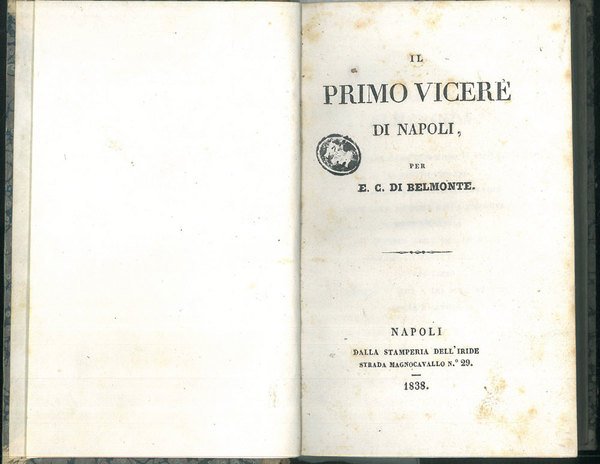 IL
PRIMO VICERÈ
DI NAPOLI,
PER
E. C. DI BELMONTE.
NAPOLI
DALLA STAMPERIA DELL'IRIDE
STRADA MAGNOCAVALLO N.° 29.
1838.